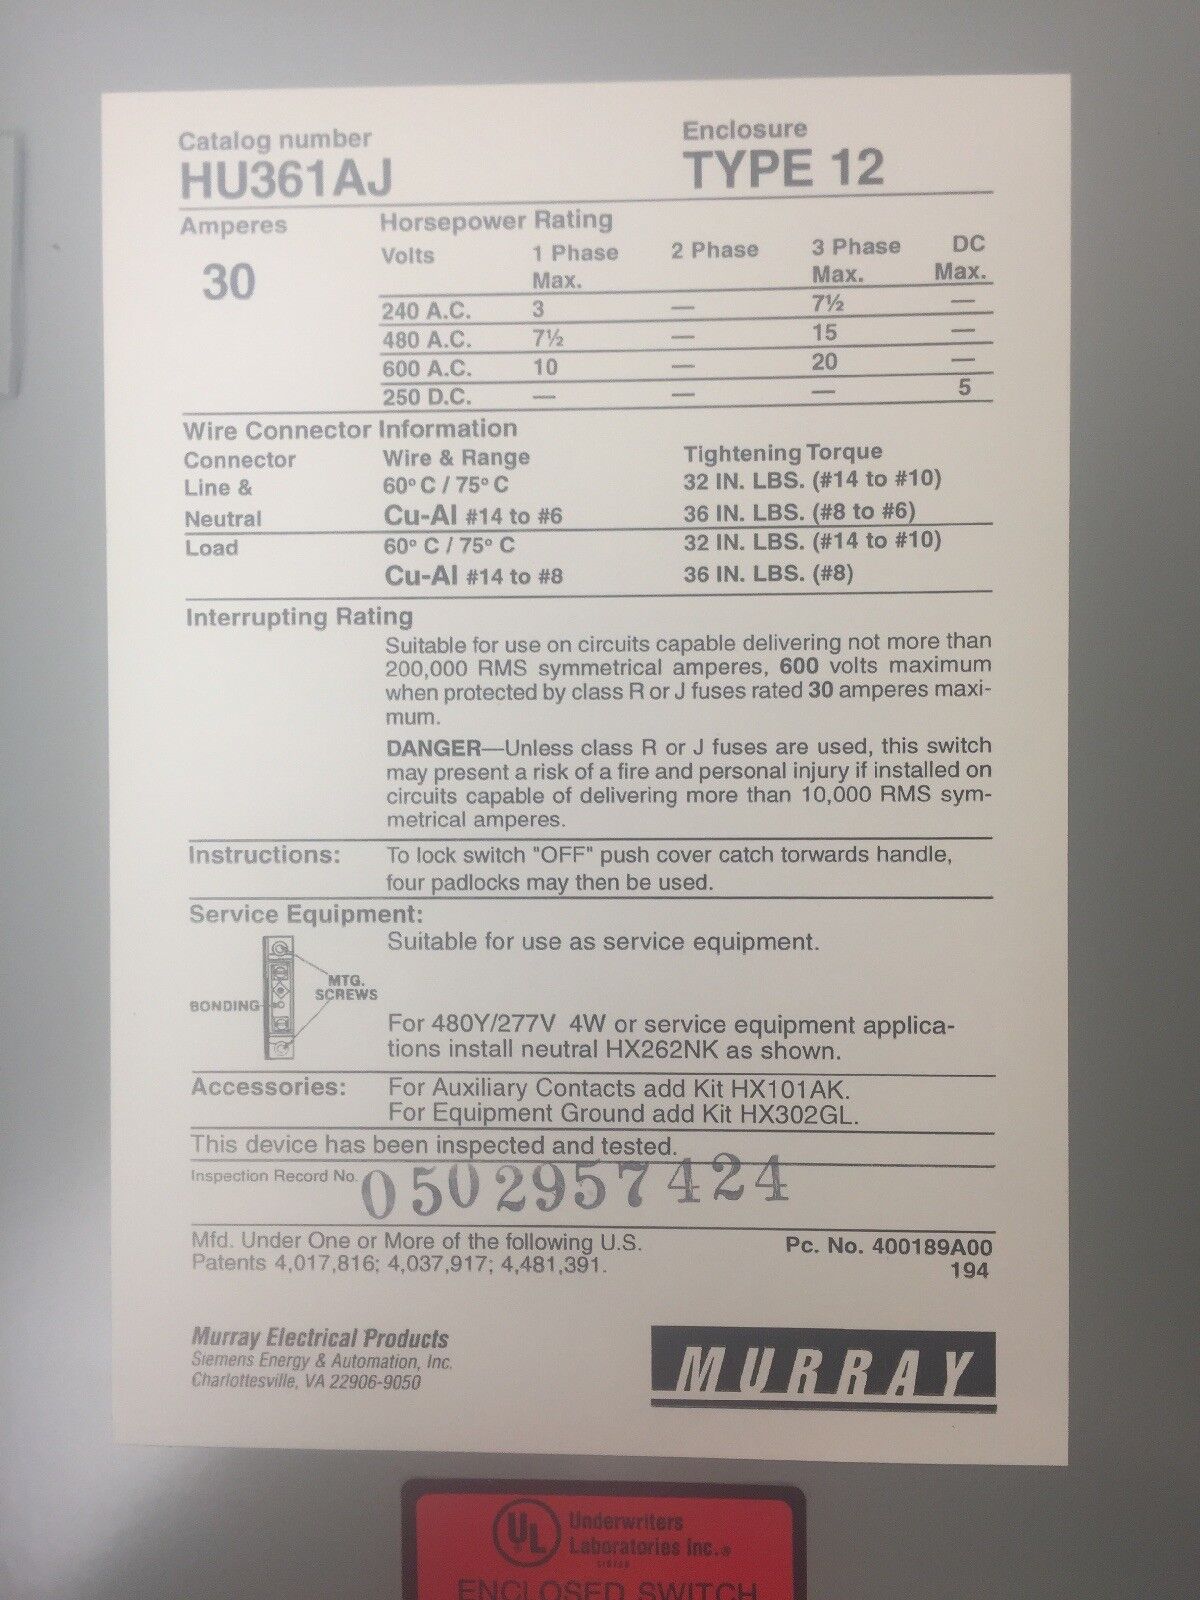 Catalog number
HU361AJ
Enclosure
TYPE 12
Amperes
30
Horsepower Rating
Volts 1 Phase Max. 2 Phase 3 Phase Max. DC Max.
240 A.C. 3 — 7½ —
480 A.C. 7½ — 15 —
600 A.C. 10 — 20 —
250 D.C. — — — 5
Wire Connector Information
Connector Wire & Range Tightening Torque
Line & 60° C / 75° C 32 IN. LBS. (#14 to #10)
Neutral Cu-Al #14 to #6 36 IN. LBS. (#8 to #6)
Load 60° C / 75° C 32 IN. LBS. (#14 to #10)
Cu-Al #14 to #8 36 IN. LBS. (#8)
Interrupting Rating
Suitable for use on circuits capable delivering not more than
200,000 RMS symmetrical amperes, 600 volts maximum
when protected by class R or J fuses rated 30 amperes maxi-
mum.
DANGER—Unless class R or J fuses are used, this switch
may present a risk of a fire and personal injury if installed on
circuits capable of delivering more than 10,000 RMS sym-
metrical amperes.
Instructions: To lock switch "OFF" push cover catch torwards handle,
four padlocks may then be used.
Service Equipment:
Suitable for use as service equipment.
MTG.
SCREWS
BONDING
For 480Y/277V 4W or service equipment applica-
tions install neutral HX262NK as shown.
Accessories: For Auxiliary Contacts add Kit HX101AK.
For Equipment Ground add Kit HX302GL.
This device has been inspected and tested.
Inspection Record No. 0502957424
Mfd. Under One or More of the following U.S.
Patents 4,017,816; 4,037,917; 4,481,391.
Pc. No. 400189A00
194
Murray Electrical Products
Siemens Energy & Automation, Inc.
Charlottesville, VA 22906-9050
MURRAY
UL
Underwriters
Laboratories Inc.®
ENCLOSED SWITCH